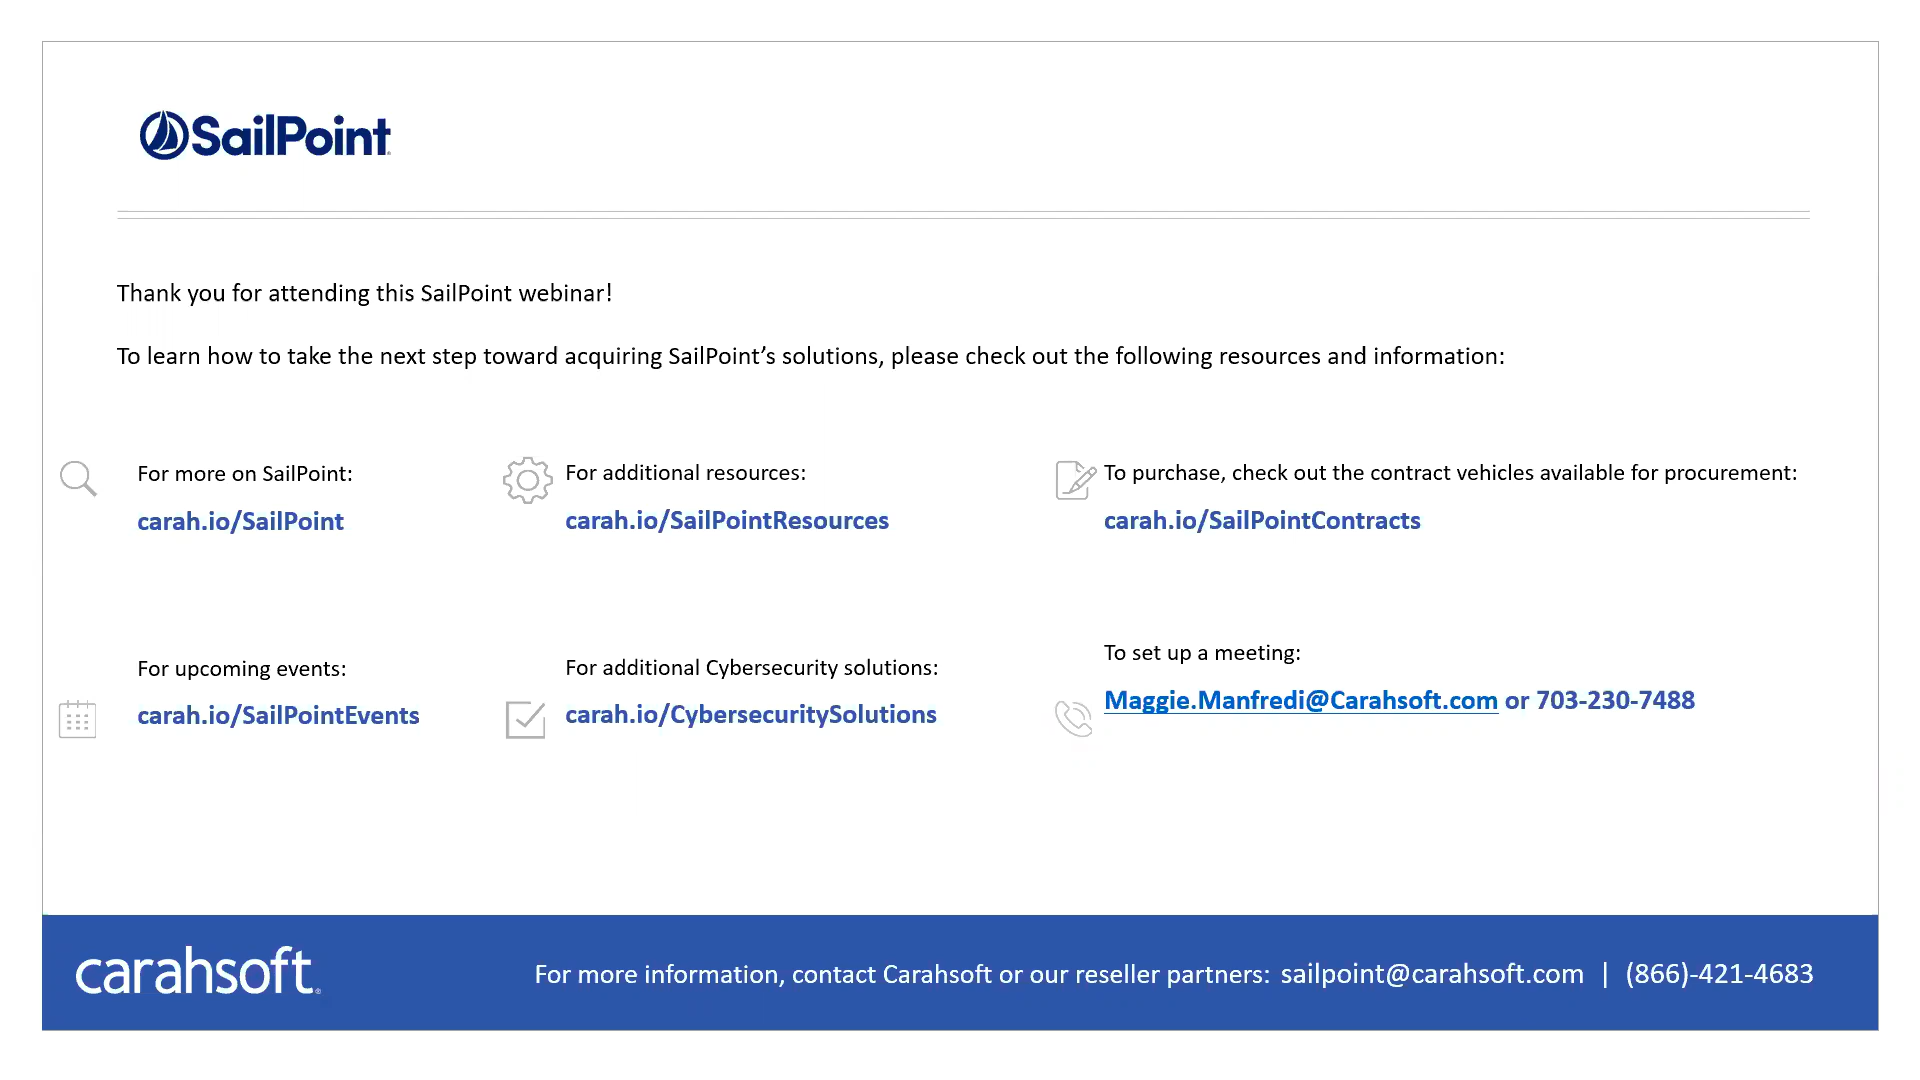 SailPoint
Thank you for attending this SailPoint webinar!
To learn how to take the next step toward acquiring SailPoint’s solutions, please check out the following resources and information:
For more on SailPoint:
carah.io/SailPoint
For additional resources:
carah.io/SailPointResources
To purchase, check out the contract vehicles available for procurement:
carah.io/SailPointContracts
For upcoming events:
carah.io/SailPointEvents
For additional Cybersecurity solutions:
carah.io/CybersecuritySolutions
To set up a meeting:
Maggie.Manfredi@Carahsoft.com or 703-230-7488
carahsoft.
For more information, contact Carahsoft or our reseller partners: sailpoint@carahsoft.com | (866)-421-4683